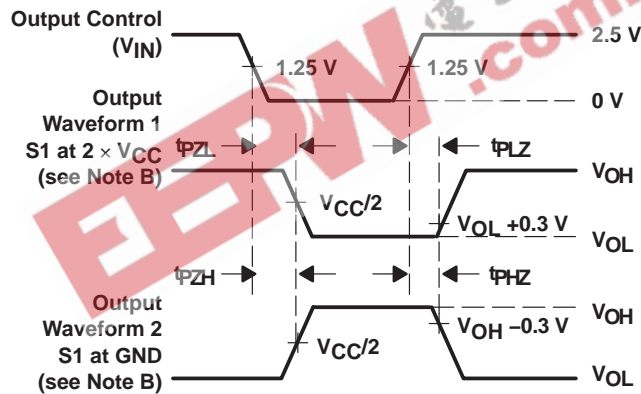 Output Control
(VIN)
2.5 V
1.25 V
1.25 V
0 V
Output
Waveform 1
S1 at 2 × VCC
(see Note B)
tPZL
tPLZ
VOH
VCC/2
VOL +0.3 V
VOL
tPZH
tPHZ
Output
Waveform 2
S1 at GND
(see Note B)
VOH
VOH −0.3 V
VCC/2
VOL
EEPW
.com